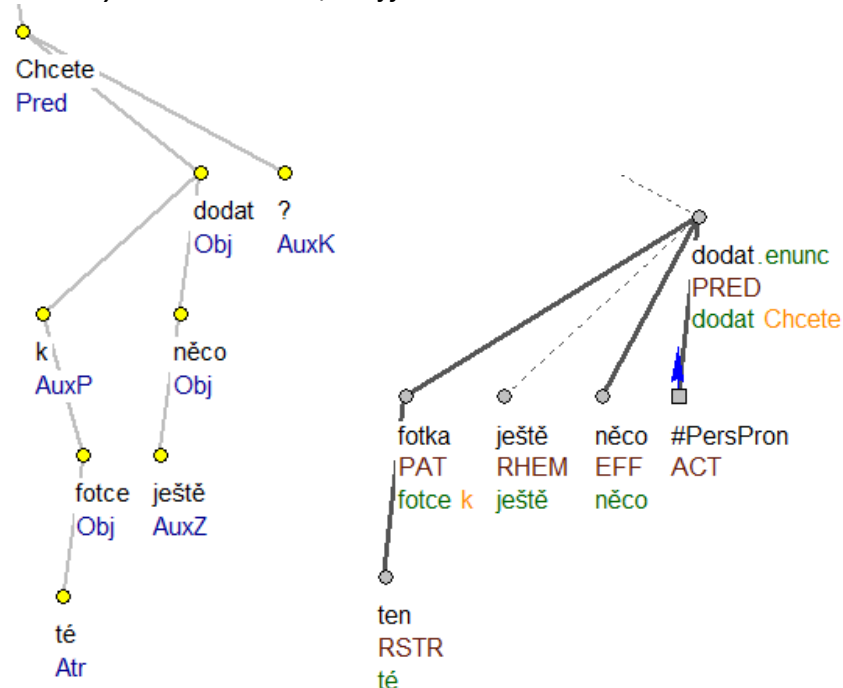 Chcete
Pred
dodat ?
Obj AuxK
k něco
AuxP Obj
fotce ještě
Obj AuxZ
té
Atr
dodat.enunc
PRED
dodat Chcete
fotka ještě něco #PersPron
PAT RHEM EFF ACT
fotce k ještě něco
ten
RSTR
té